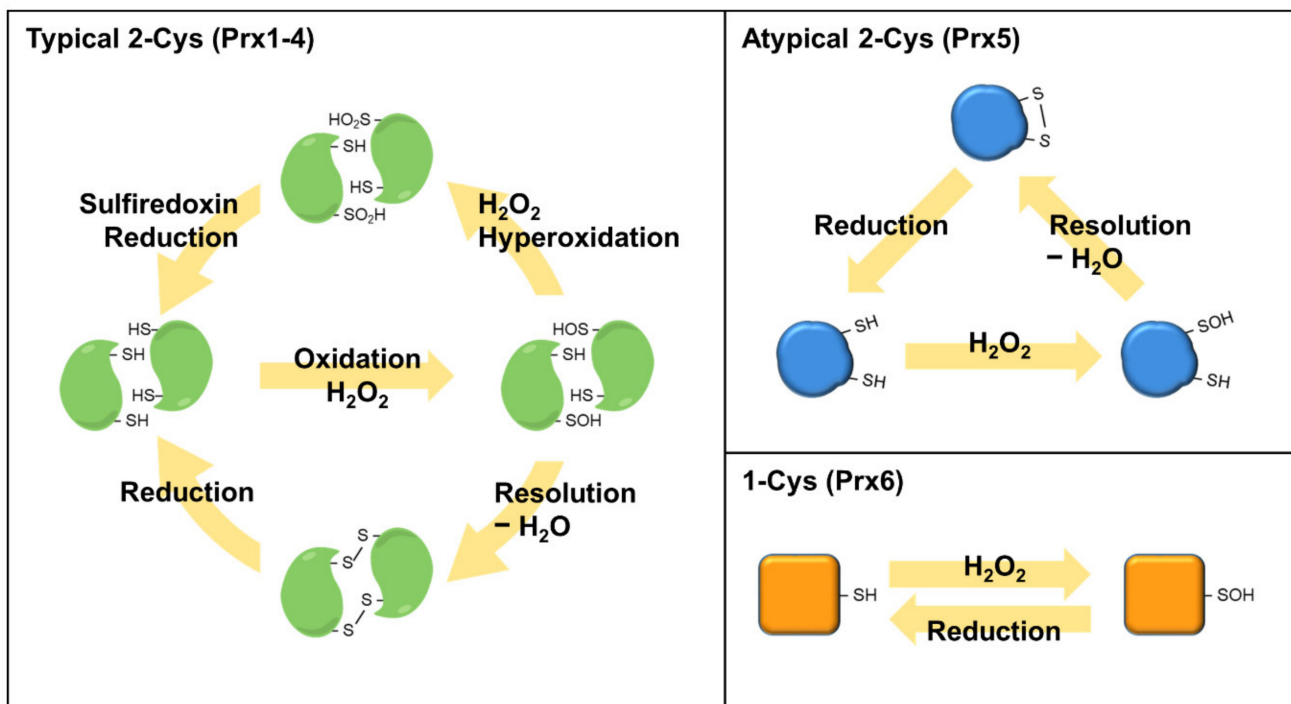 Typical 2-Cys (Prx1-4)
HO₂S
SH
HS
SO₂H
Sulfiredoxin
Reduction
H₂O₂
Hyperoxidation
HS
SH
HS
SH
Oxidation
H₂O₂
HOS
SH
HS
SOH
Reduction
Resolution
– H₂O
S
S
S
S
Atypical 2-Cys (Prx5)
S
S
Reduction
Resolution
– H₂O
SH
SH
H₂O₂
SOH
SH
1-Cys (Prx6)
SH
H₂O₂
Reduction
SOH